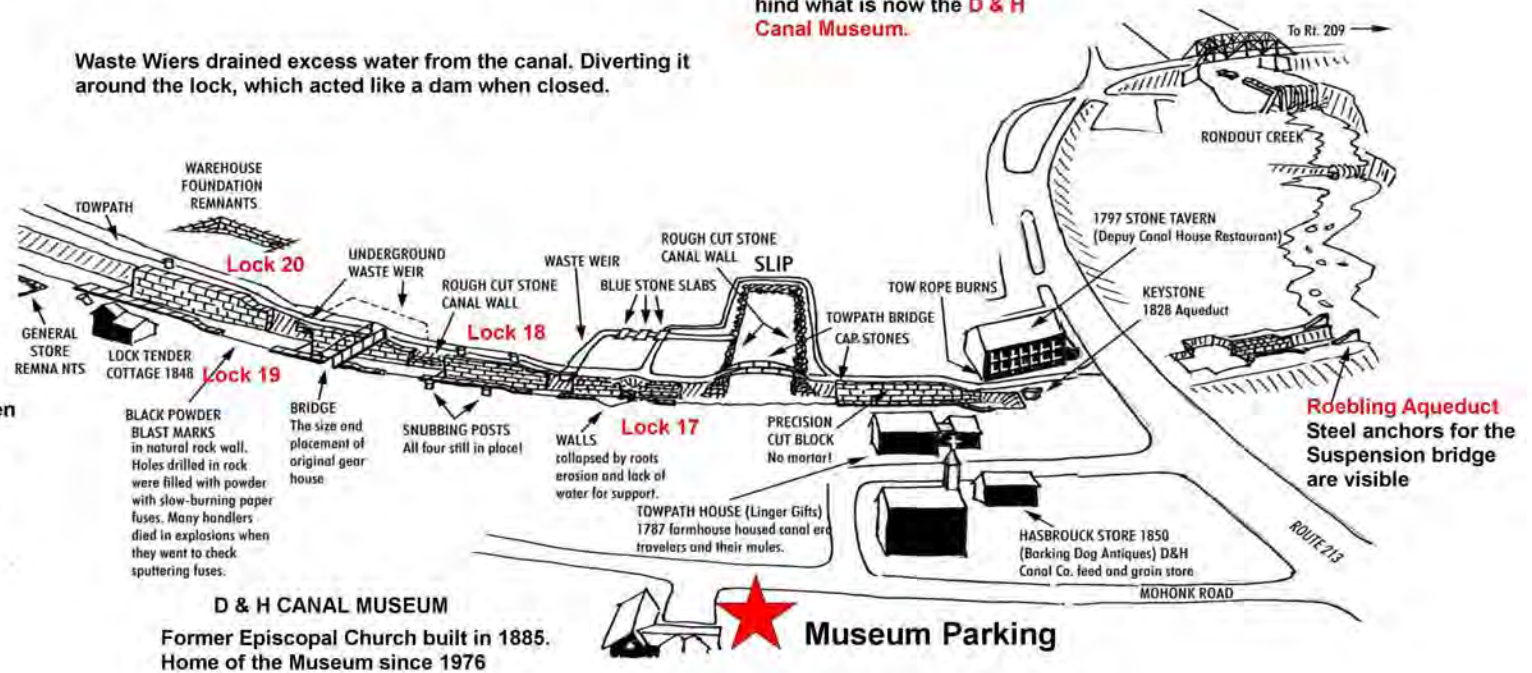 hind what is now the D & H
Canal Museum.
Waste Wiers drained excess water from the canal. Diverting it
around the lock, which acted like a dam when closed.
To Rt. 209
RONDOUT CREEK
WAREHOUSE
FOUNDATION
REMNANTS
TOWPATH
Lock 20
UNDERGROUND
WASTE WEIR
ROUGH CUT STONE
CANAL WALL
Lock 18
WASTE WEIR
BLUE STONE SLABS
ROUGH CUT STONE
CANAL WALL
SLIP
TOWPATH BRIDGE
CAP STONES
TOW ROPE BURNS
1797 STONE TAVERN
(Depuy Canal House Restaurant)
KEYSTONE
1828 Aqueduct
GENERAL
STORE
REMNA NTS
LOCK TENDER
COTTAGE 1848
Lock 19
en
BLACK POWDER
BLAST MARKS
in natural rock wall.
Holes drilled in rock
were filled with powder
with slow-burning paper
fuses. Many handlers
died in explosions when
they went to check
sputtering fuses.
BRIDGE
The size and
placement of
original gear
house
SNUBBING POSTS
All four still in place!
WALLS
collapsed by roots
erosion and lack of
water for support.
Lock 17
PRECISION
CUT BLOCK
No mortar!
Roebling Aqueduct
Steel anchors for the
Suspension bridge
are visible
TOWPATH HOUSE (Linger Gifts)
1787 farmhouse housed canal era
travelers and their mules.
HASBROUCK STORE 1850
(Barking Dog Antiques) D&H
Canal Co. feed and grain store
ROUTE 213
MOHONK ROAD
D & H CANAL MUSEUM
Former Episcopal Church built in 1885.
Home of the Museum since 1976
Museum Parking